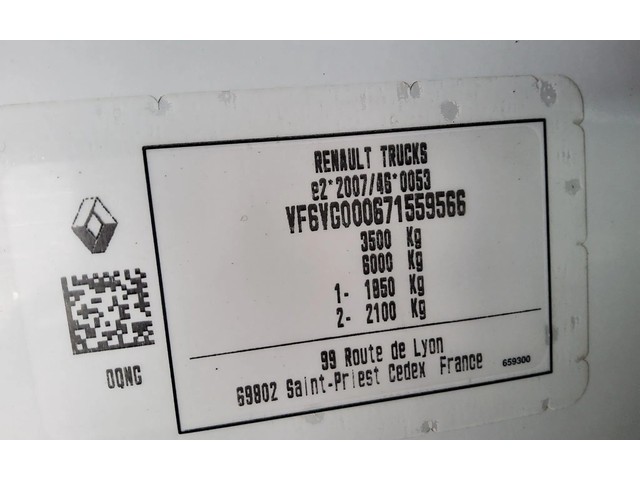 RENAULT TRUCKS
e2*2007/46*0053
VF6VG000671559566
3500 Kg
6000 Kg
1- 1850 Kg
2- 2100 Kg
99 Route de Lyon
69802 Saint-Priest Cedex France
659300
DQNG